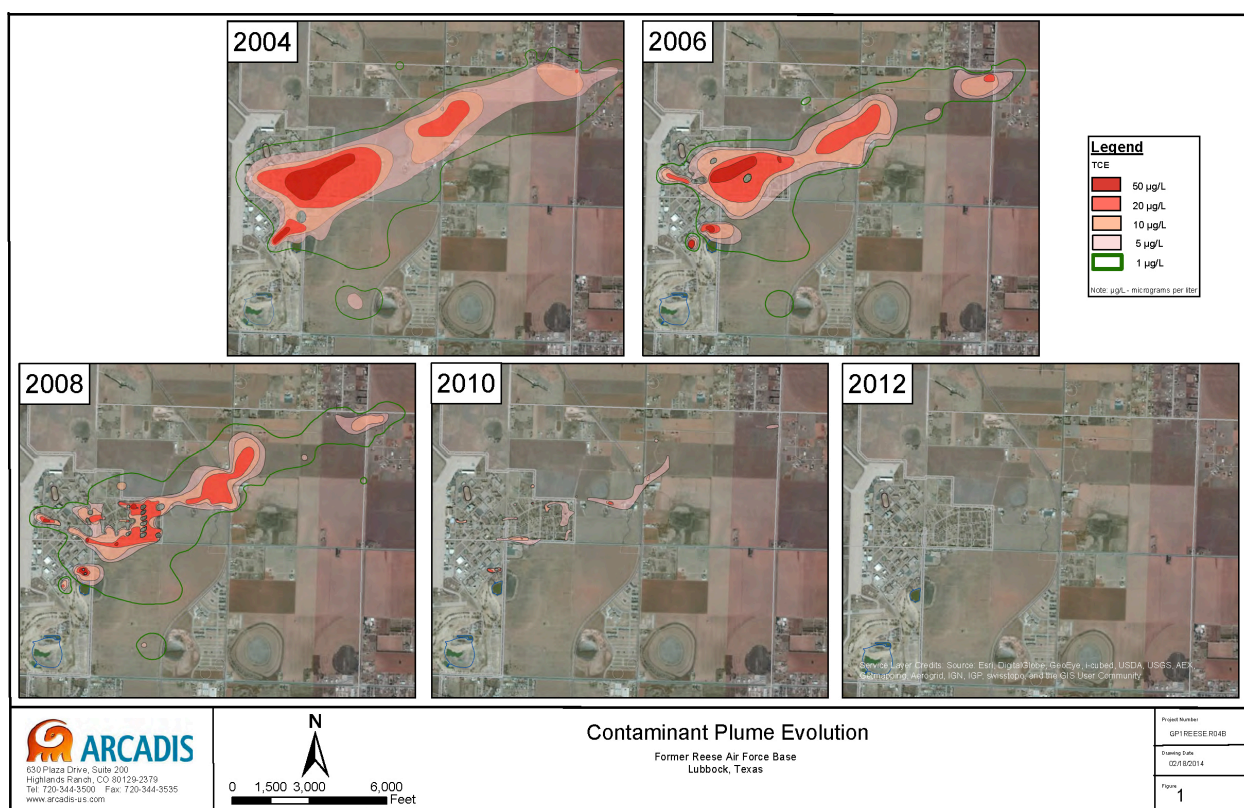 2004
2006
Legend
TCE
50 µg/L
20 µg/L
10 µg/L
5 µg/L
1 µg/L
Note: µg/L - micrograms per liter
2008
2010
2012
Service Layer Credits: Source: Esri, DigitalGlobe, GeoEye, i-cubed, USDA, USGS, AEX,
Getmapping, Aerogrid, IGN, IGP, swisstopo, and the GIS User Community
ARCADIS
630 Plaza Drive, Suite 200
Highlands Ranch, CO 80129-2379
Tel: 720-344-3500 Fax: 720-344-3535
www.arcadis-us.com
N
0 1,500 3,000 6,000
Feet
Contaminant Plume Evolution
Former Reese Air Force Base
Lubbock, Texas
Project Number
GP1REESE.R04B
Drawing Date
02/18/2014
Figure
1